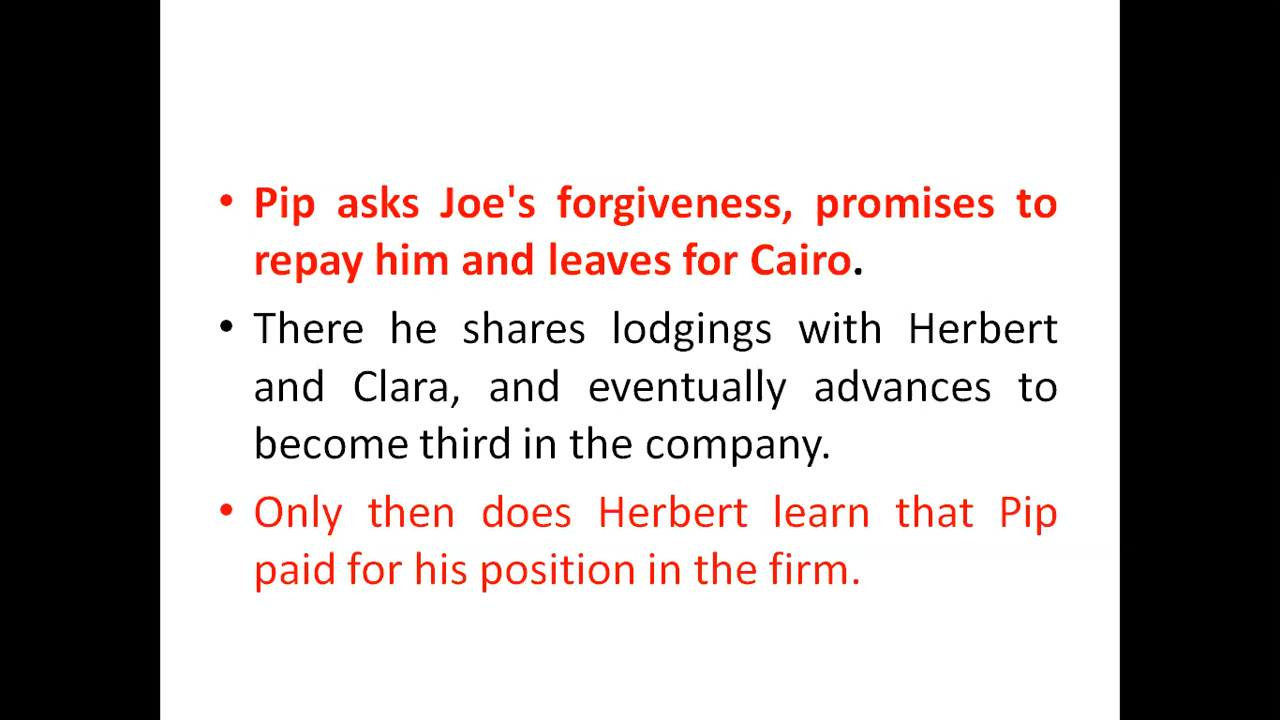 • Pip asks Joe's forgiveness, promises to
repay him and leaves for Cairo.
• There he shares lodgings with Herbert
and Clara, and eventually advances to
become third in the company.
• Only then does Herbert learn that Pip
paid for his position in the firm.